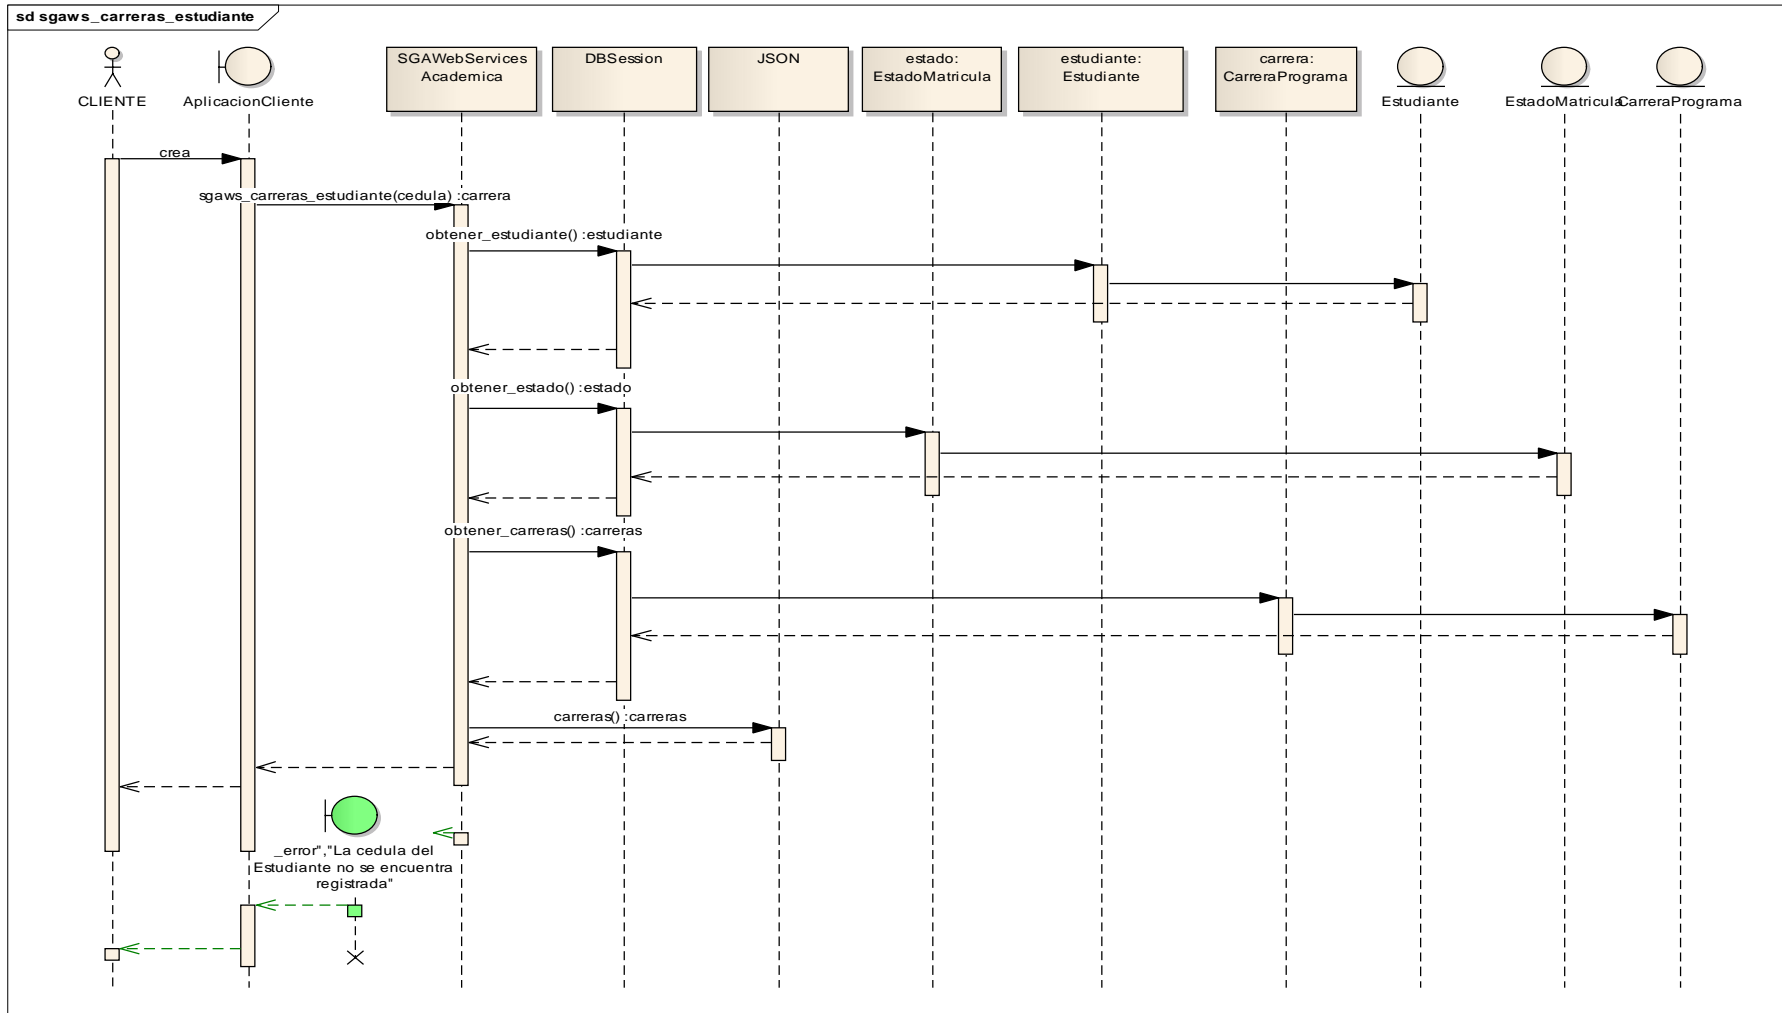 sd sgaws_carreras_estudiante
CLIENTE
AplicacionCliente
SGAWebServices
Academica
DBSession
JSON
estado:
EstadoMatricula
estudiante:
Estudiante
carrera:
CarreraPrograma
Estudiante
EstadoMatricula
CarreraPrograma
crea
sgaws_carreras_estudiante(cedula) :carrera
obtener_estudiante() :estudiante
obtener_estado() :estado
obtener_carreras() :carreras
carreras() :carreras
_error","La cedula del
Estudiante no se encuentra
registrada"